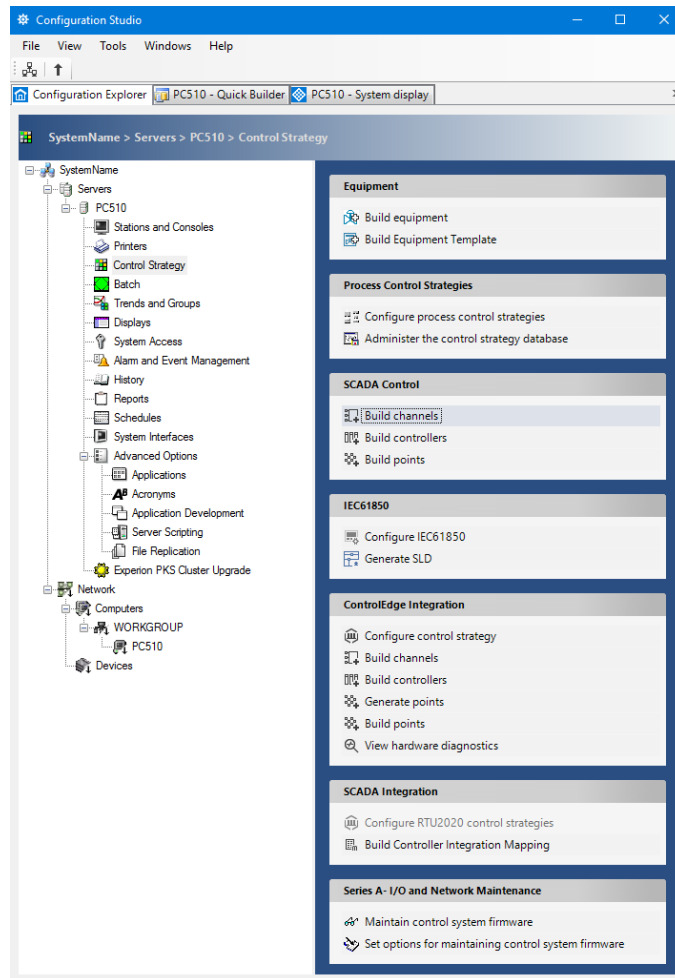 Configuration Studio
File View Tools Windows Help
Configuration Explorer PC510 - Quick Builder PC510 - System display
SystemName > Servers > PC510 > Control Strategy
SystemName
Servers
PC510
Stations and Consoles
Printers
Control Strategy
Batch
Trends and Groups
Displays
System Access
Alarm and Event Management
History
Reports
Schedules
System Interfaces
Advanced Options
Applications
Acronyms
Application Development
Server Scripting
File Replication
Experion PKS Cluster Upgrade
Network
Computers
WORKGROUP
PC510
Devices
Equipment
Build equipment
Build Equipment Template
Process Control Strategies
Configure process control strategies
Administer the control strategy database
SCADA Control
Build channels
Build controllers
Build points
IEC61850
Configure IEC61850
Generate SLD
ControlEdge Integration
Configure control strategy
Build channels
Build controllers
Generate points
Build points
View hardware diagnostics
SCADA Integration
Configure RTU2020 control strategies
Build Controller Integration Mapping
Series A- I/O and Network Maintenance
Maintain control system firmware
Set options for maintaining control system firmware